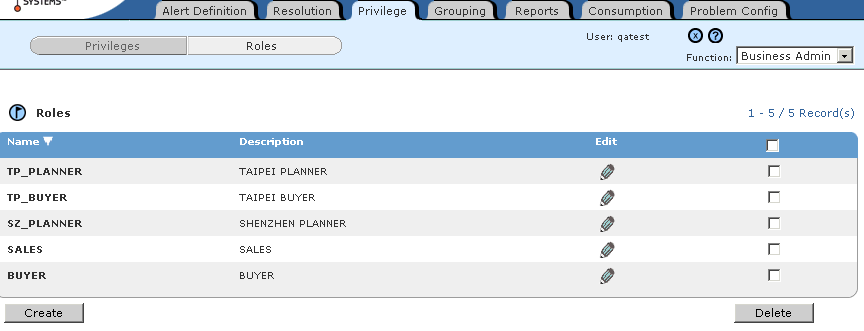 SYSTEMS
Alert Definition Resolution Privilege Grouping Reports Consumption Problem Config
Privileges Roles User: qatest x ?
Function: Business Admin
Roles 1 - 5 / 5 Record(s)
Name Description Edit
TP_PLANNER TAIPEI PLANNER
TP_BUYER TAIPEI BUYER
SZ_PLANNER SHENZHEN PLANNER
SALES SALES
BUYER BUYER
Create Delete